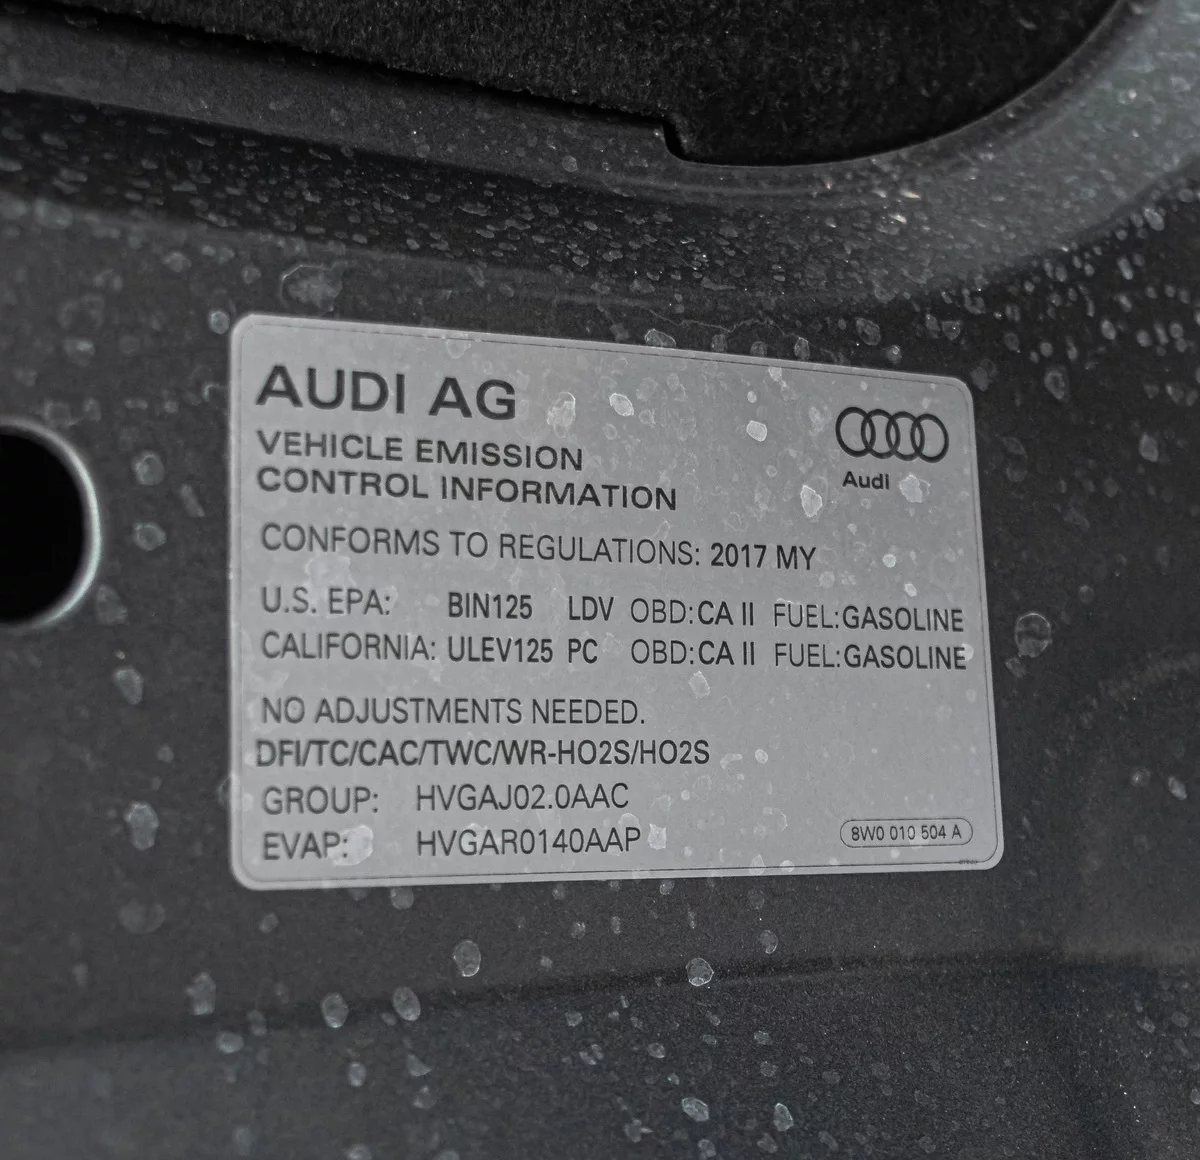 AUDI AG
Audi
VEHICLE EMISSION
CONTROL INFORMATION
CONFORMS TO REGULATIONS: 2017 MY
U.S. EPA: BIN125 LDV OBD:CA II FUEL:GASOLINE
CALIFORNIA: ULEV125 PC OBD:CA II FUEL:GASOLINE
NO ADJUSTMENTS NEEDED.
DFI/TC/CAC/TWC/WR-HO2S/HO2S
GROUP: HVGAJ02.0AAC
EVAP: HVGAR0140AAP
8W0 010 504 A